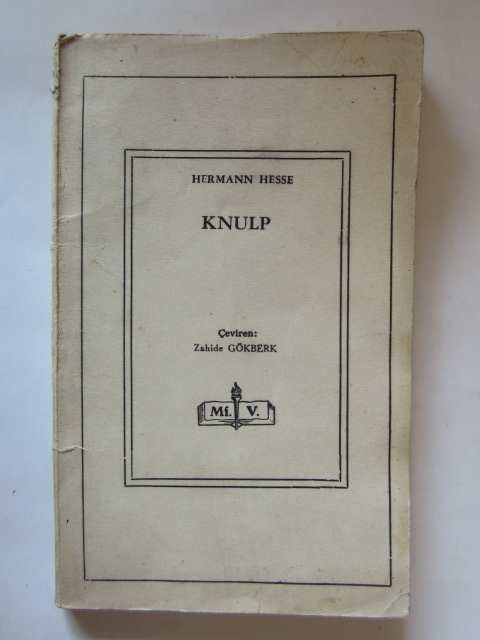 HERMANN HESSE
KNULP
Çeviren:
Zahide GÖKBERK
Mf. V.